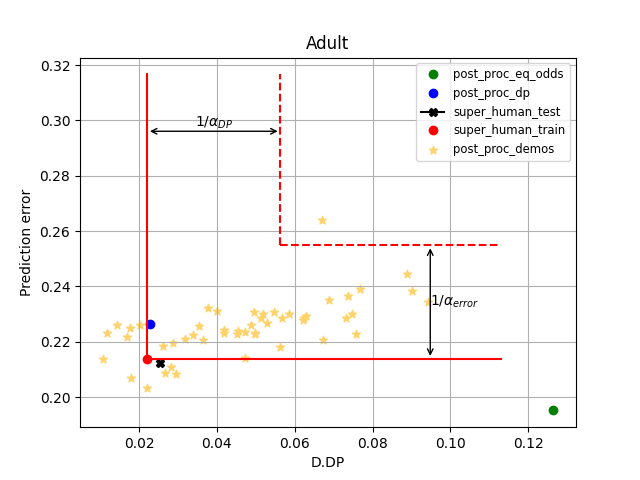 Adult
0.32
0.30
0.28
0.26
0.24
0.22
0.20
Prediction error
1/α_DP
1/α_error
post_proc_eq_odds
post_proc_dp
super_human_test
super_human_train
post_proc_demos
0.02 0.04 0.06 0.08 0.10 0.12
D.DP